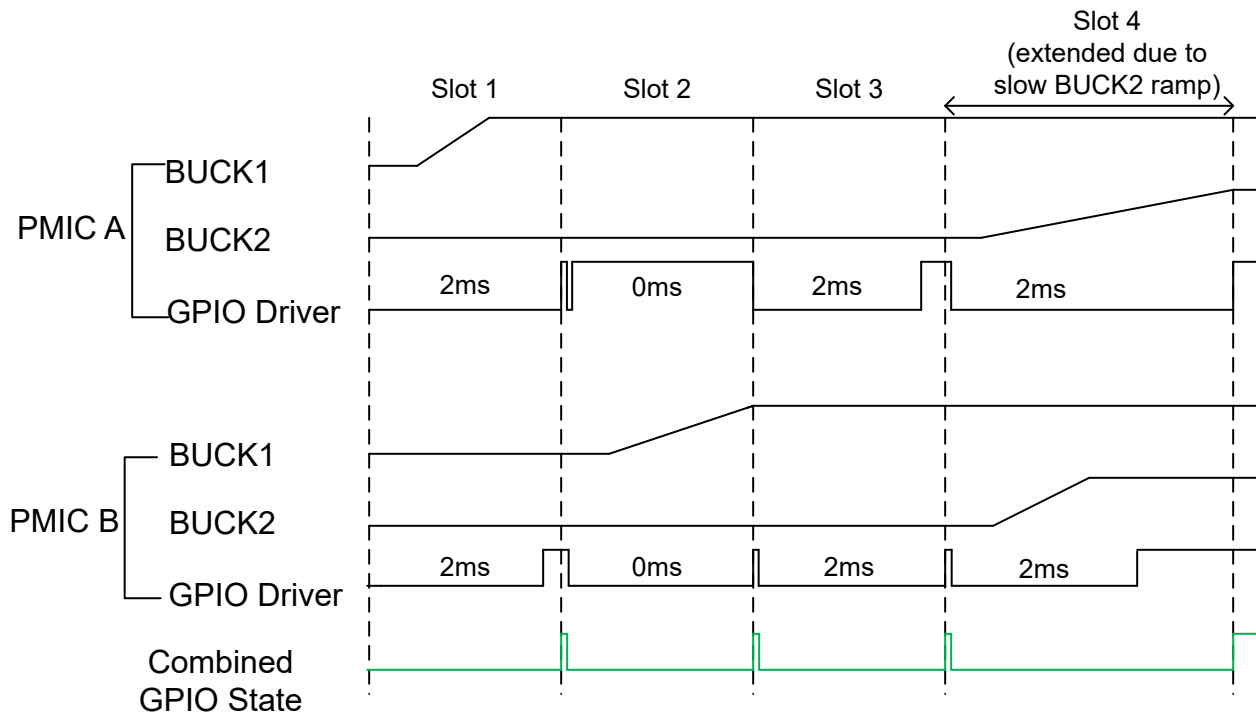 Slot 4
(extended due to
slow BUCK2 ramp)
Slot 1 Slot 2 Slot 3
BUCK1
PMIC A
BUCK2
2ms 0ms 2ms 2ms
GPIO Driver
BUCK1
PMIC B
BUCK2
2ms 0ms 2ms 2ms
GPIO Driver
Combined
GPIO State